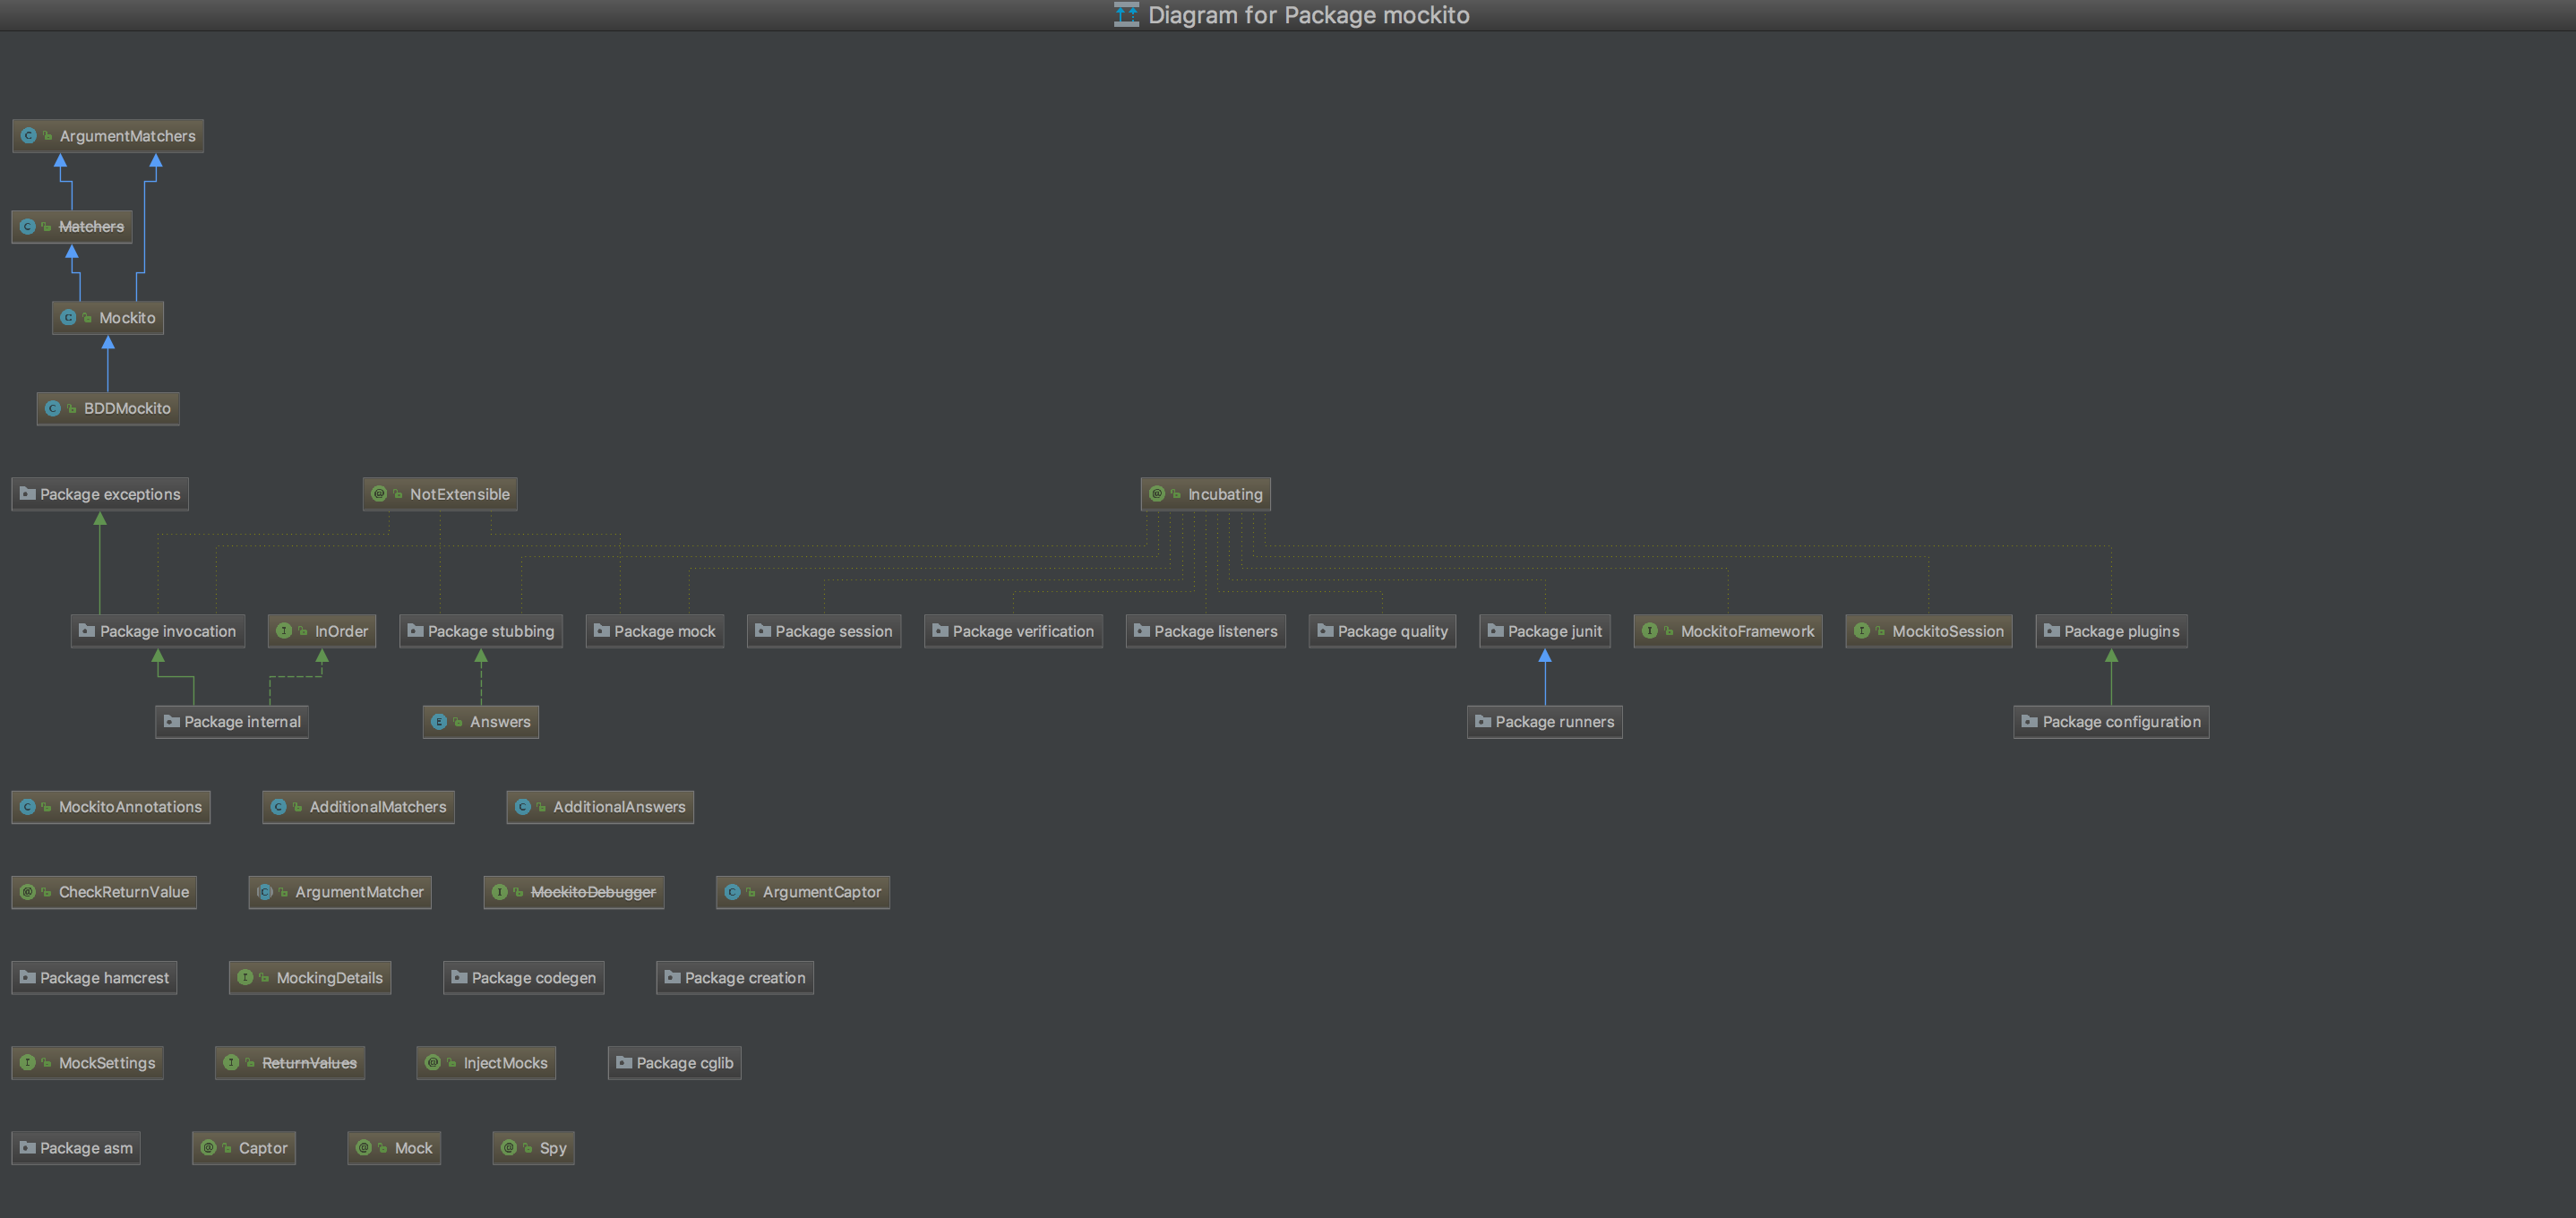 Diagram for Package mockito
ArgumentMatchers
Matchers
Mockito
BDDMockito
Package exceptions
NotExtensible
Incubating
Package invocation
InOrder
Package stubbing
Package mock
Package session
Package verification
Package listeners
Package quality
Package junit
MockitoFramework
MockitoSession
Package plugins
Package internal
Answers
Package runners
Package configuration
MockitoAnnotations
AdditionalMatchers
AdditionalAnswers
CheckReturnValue
ArgumentMatcher
MockitoDebugger
ArgumentCaptor
Package hamcrest
MockingDetails
Package codegen
Package creation
MockSettings
ReturnValues
InjectMocks
Package cglib
Package asm
Captor
Mock
Spy